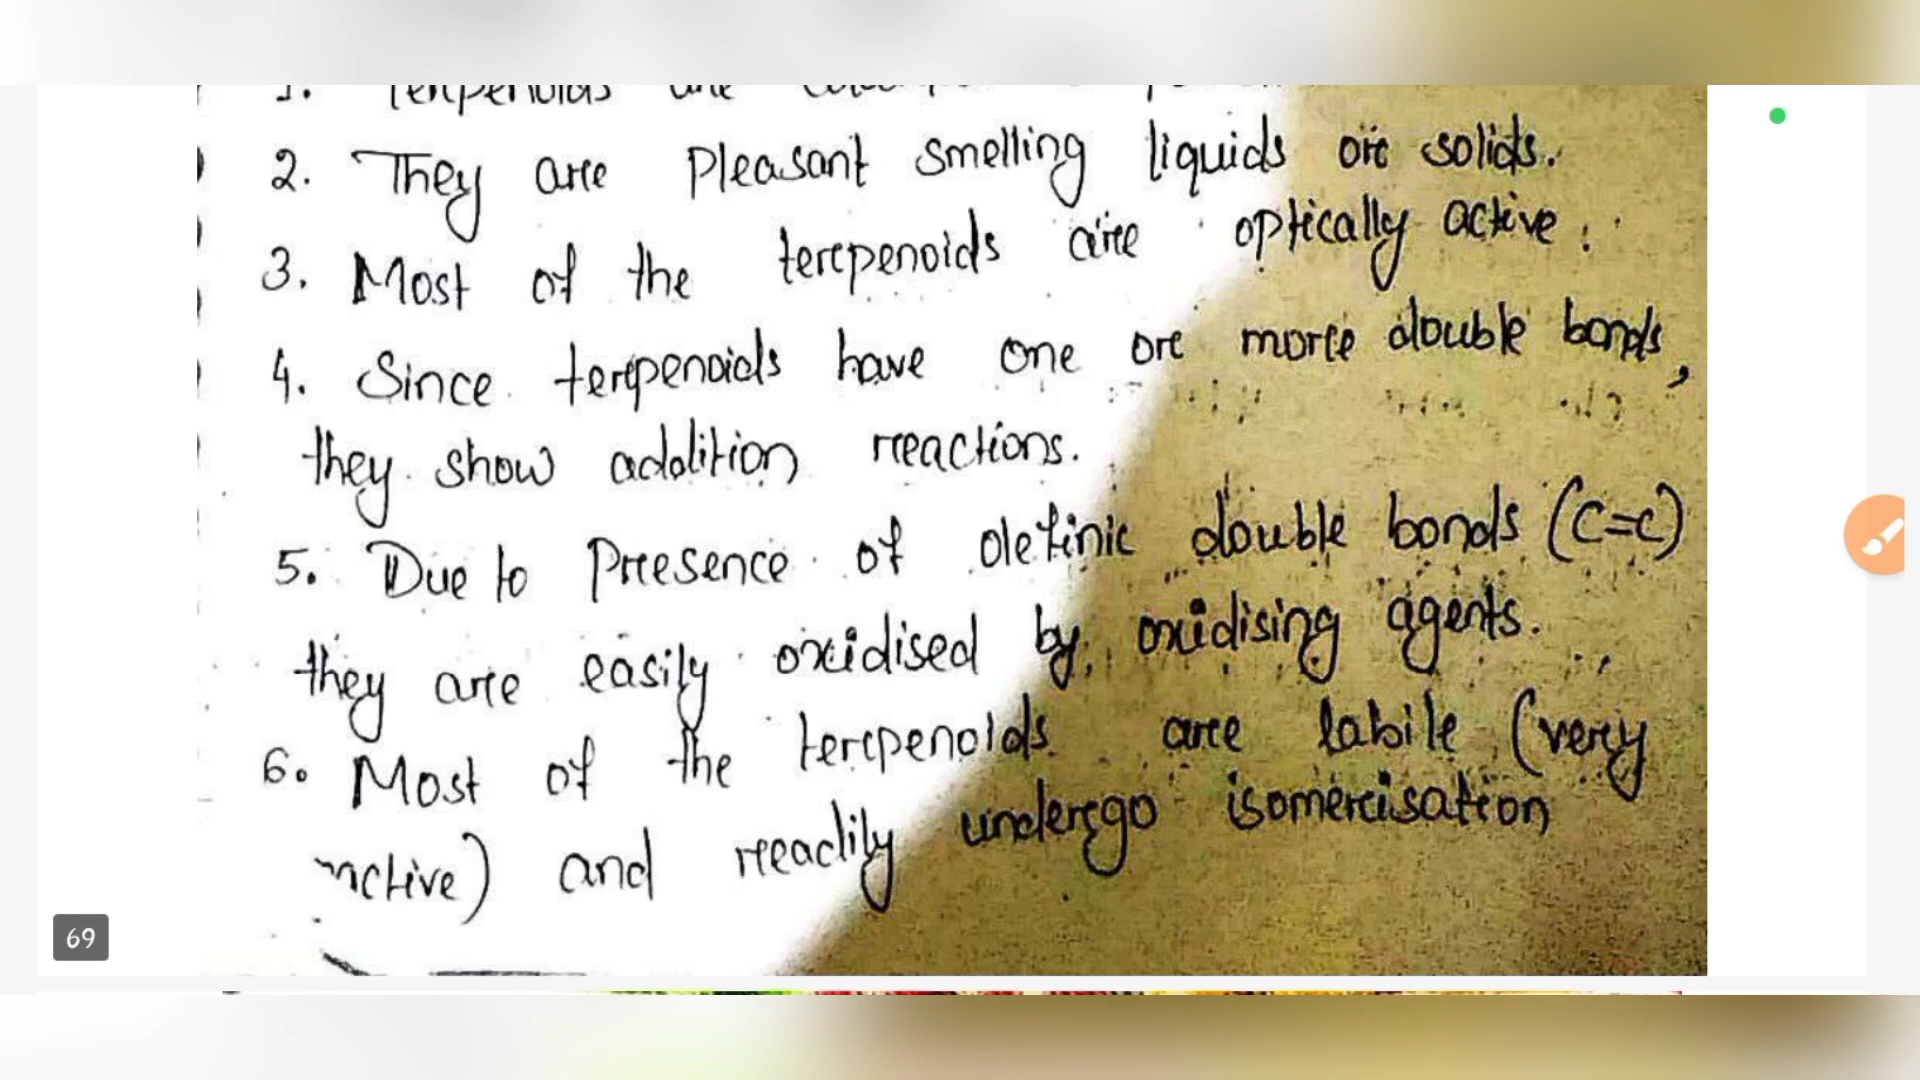 1. Terpenoids are
2. They are Pleasant smelling liquids or solids.
3. Most of the terpenoids are optically active.
4. Since terpenoids have one or more double bonds,
they show addition reactions.
5. Due to Presence of olefinic double bonds (C=C)
they are easily oxidised by oxidising agents.
6. Most of the terpenoids are labile (very
active) and readily undergo isomerisation
69